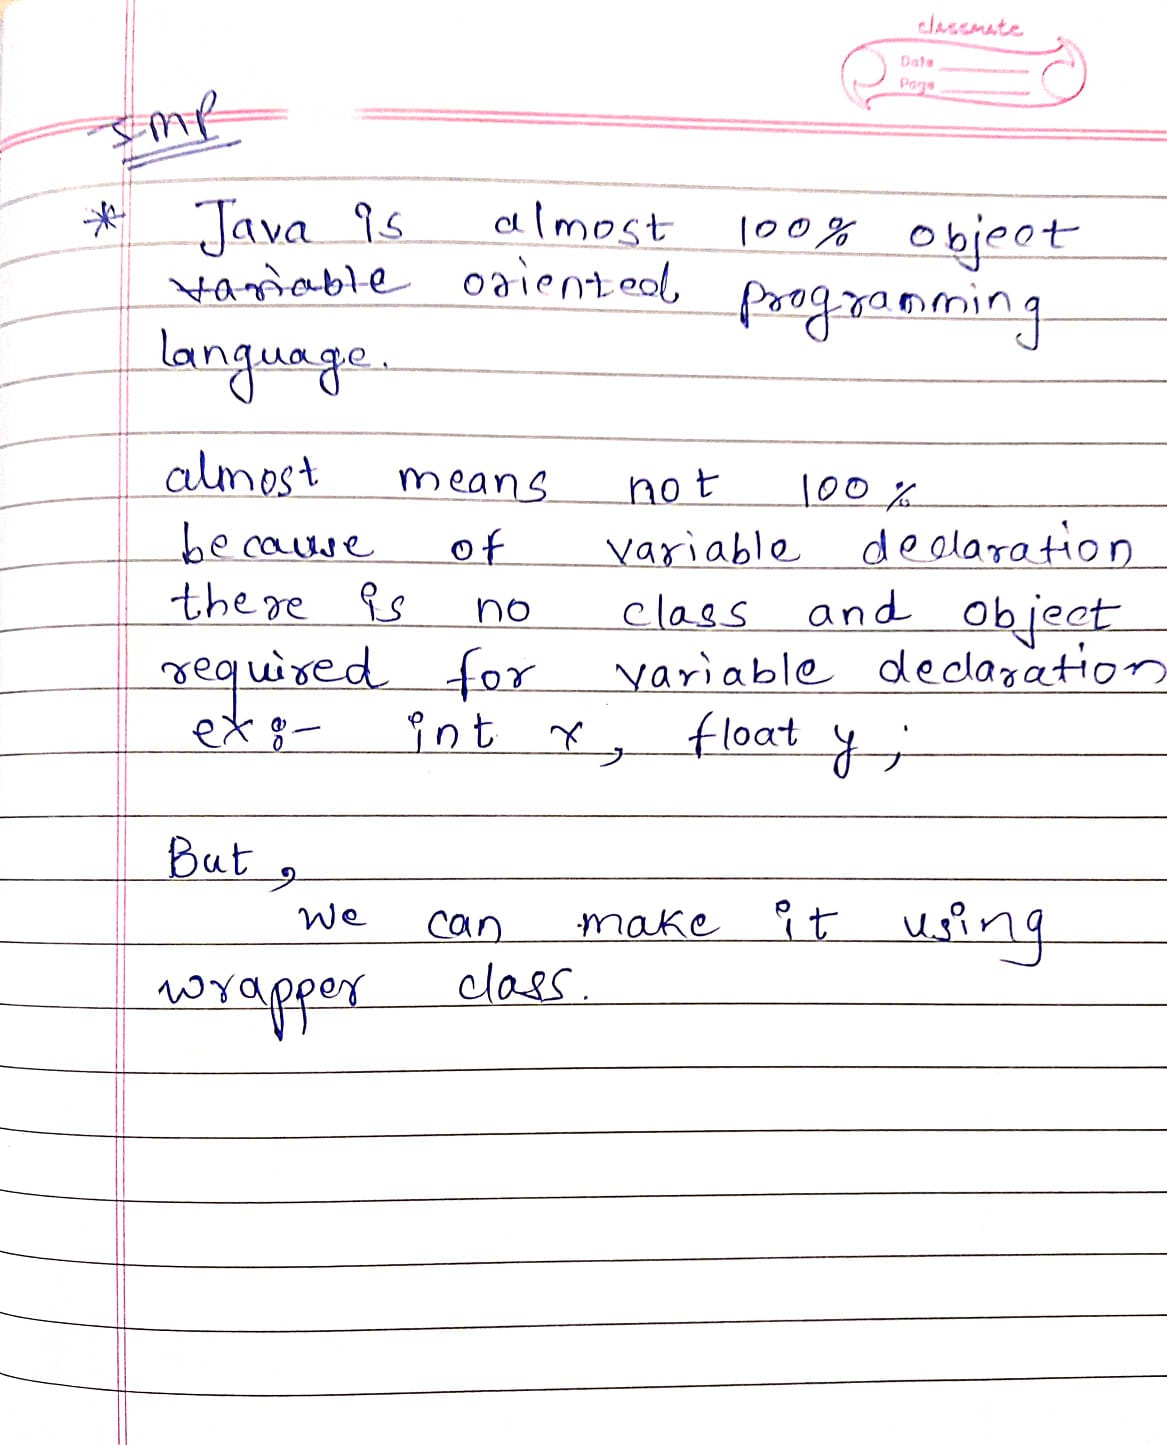 classmate
Date
Page
IMP
* Java is almost 100% object
variable oriented programming
language.
almost means not 100%
because of variable declaration
there is no class and object
required for variable declaration
ex:- int x, float y;
But,
we can make it using
wrapper class.